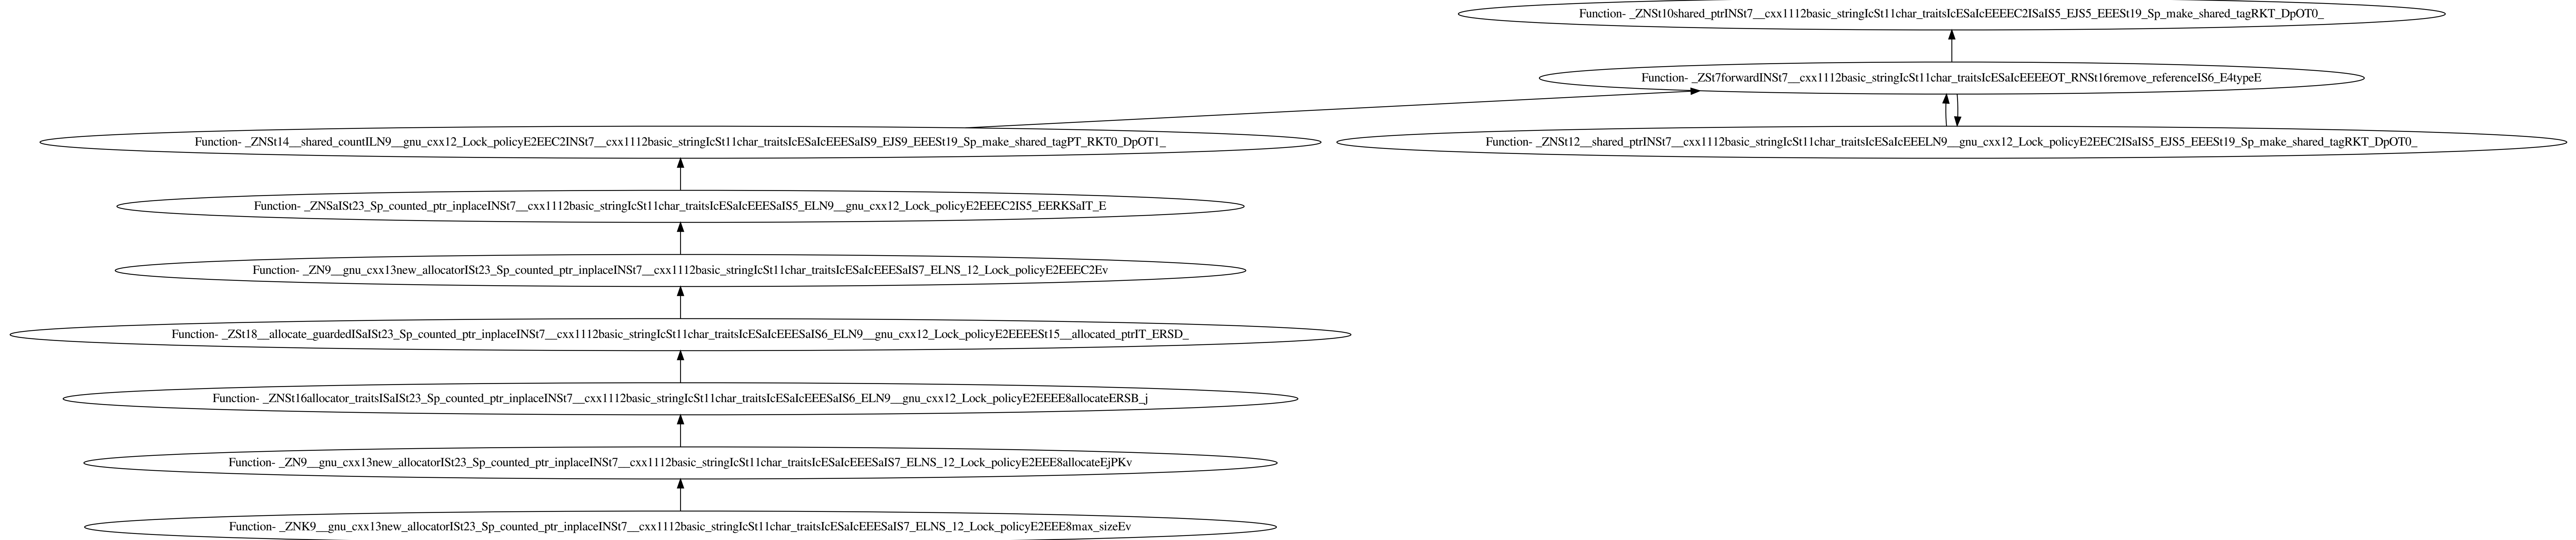 Function- _ZNSt10shared_ptrINSt7__cxx1112basic_stringIcSt11char_traitsIcESaIcEEEEC2ISaIS5_EJS5_EEESt19_Sp_make_shared_tagRKT_DpOT0_
Function- _ZSt7forwardINSt7__cxx1112basic_stringIcSt11char_traitsIcESaIcEEEEOT_RNSt16remove_referenceIS6_E4typeE
Function- _ZNSt14__shared_countILN9__gnu_cxx12_Lock_policyE2EEC2INSt7__cxx1112basic_stringIcSt11char_traitsIcESaIcEEESaIS9_EJS9_EEESt19_Sp_make_shared_tagPT_RKT0_DpOT1_
Function- _ZNSt12__shared_ptrINSt7__cxx1112basic_stringIcSt11char_traitsIcESaIcEEELN9__gnu_cxx12_Lock_policyE2EEC2ISaIS5_EJS5_EEESt19_Sp_make_shared_tagRKT_DpOT0_
Function- _ZNSaISt23_Sp_counted_ptr_inplaceINSt7__cxx1112basic_stringIcSt11char_traitsIcESaIcEEESaIS5_ELN9__gnu_cxx12_Lock_policyE2EEEC2IS5_EERKSaIT_E
Function- _ZN9__gnu_cxx13new_allocatorISt23_Sp_counted_ptr_inplaceINSt7__cxx1112basic_stringIcSt11char_traitsIcESaIcEEESaIS7_ELNS_12_Lock_policyE2EEEC2Ev
Function- _ZSt18__allocate_guardedISaISt23_Sp_counted_ptr_inplaceINSt7__cxx1112basic_stringIcSt11char_traitsIcESaIcEEESaIS6_ELN9__gnu_cxx12_Lock_policyE2EEEESt15__allocated_ptrIT_ERSD_
Function- _ZNSt16allocator_traitsISaISt23_Sp_counted_ptr_inplaceINSt7__cxx1112basic_stringIcSt11char_traitsIcESaIcEEESaIS6_ELN9__gnu_cxx12_Lock_policyE2EEEE8allocateERSB_j
Function- _ZN9__gnu_cxx13new_allocatorISt23_Sp_counted_ptr_inplaceINSt7__cxx1112basic_stringIcSt11char_traitsIcESaIcEEESaIS7_ELNS_12_Lock_policyE2EEE8allocateEjPKv
Function- _ZNK9__gnu_cxx13new_allocatorISt23_Sp_counted_ptr_inplaceINSt7__cxx1112basic_stringIcSt11char_traitsIcESaIcEEESaIS7_ELNS_12_Lock_policyE2EEE8max_sizeEv